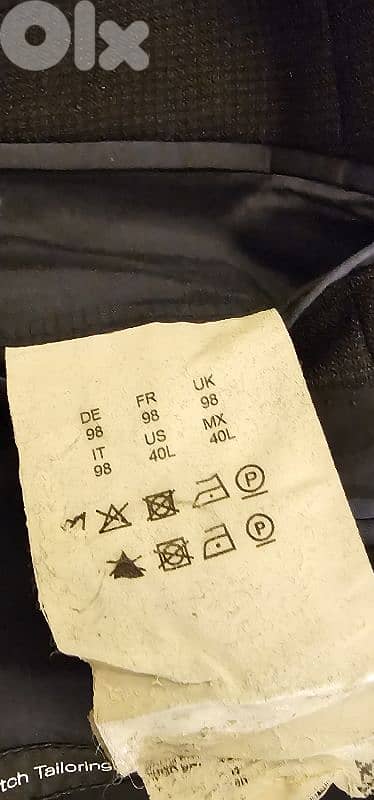 Olx
DE FR UK
98 98 98
IT US MX
98 40L 40L
P
P
tch Tailoring